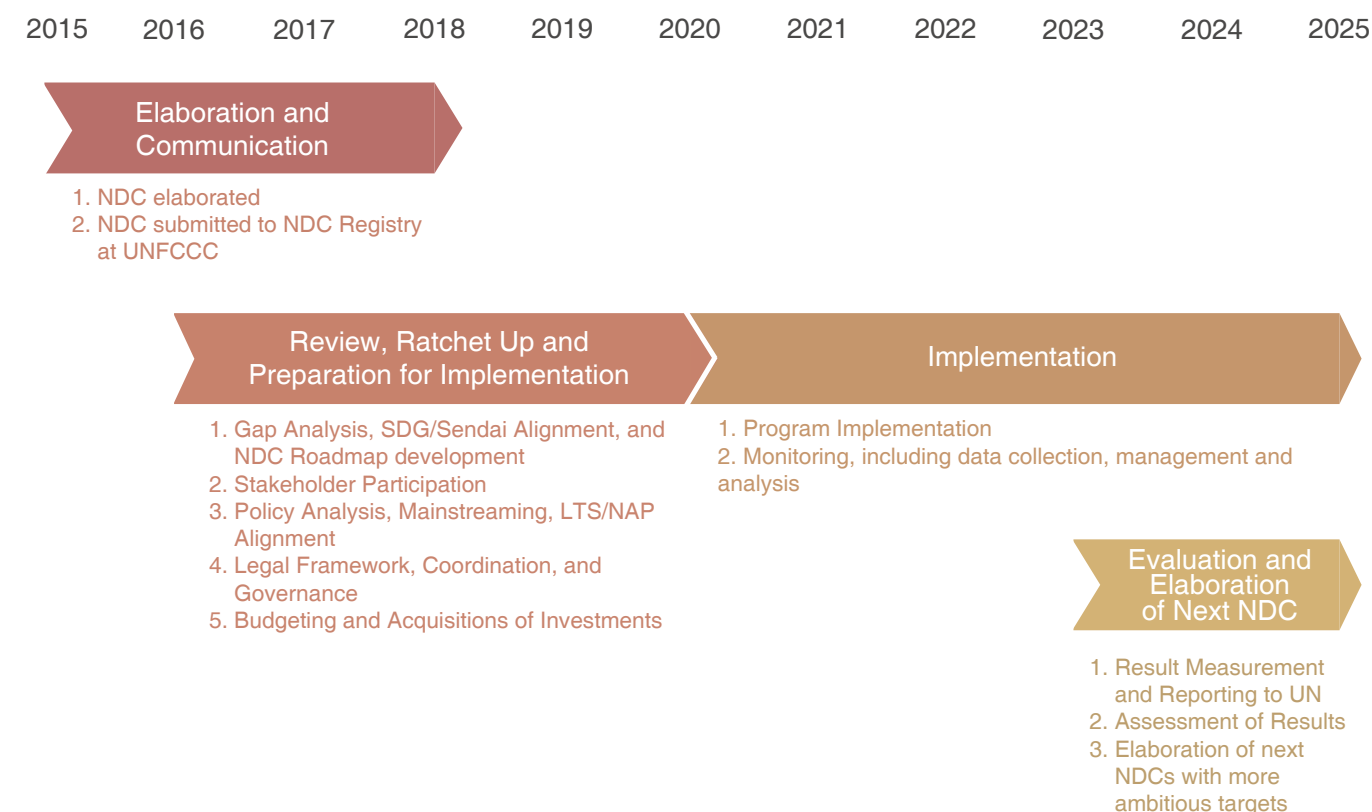 2015 2016 2017 2018 2019 2020 2021 2022 2023 2024 2025
Elaboration and
Communication
1. NDC elaborated
2. NDC submitted to NDC Registry
at UNFCCC
Review, Ratchet Up and
Preparation for Implementation
1. Gap Analysis, SDG/Sendai Alignment, and
NDC Roadmap development
2. Stakeholder Participation
3. Policy Analysis, Mainstreaming, LTS/NAP
Alignment
4. Legal Framework, Coordination, and
Governance
5. Budgeting and Acquisitions of Investments
Implementation
1. Program Implementation
2. Monitoring, including data collection, management and
analysis
Evaluation and
Elaboration
of Next NDC
1. Result Measurement
and Reporting to UN
2. Assessment of Results
3. Elaboration of next
NDCs with more
ambitious targets